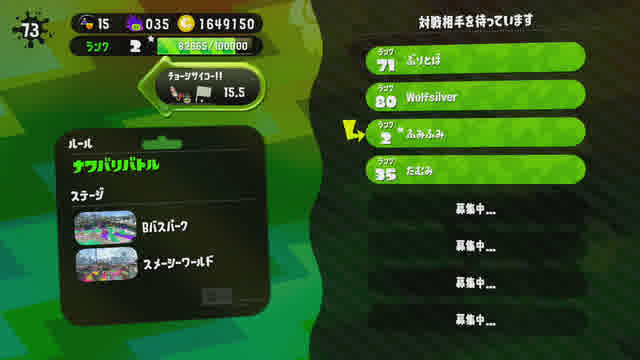 73
15
035
1649150
ランク 2★ 82865/100000
チョーシサイコー!!
15.5
ルール
ナワバリバトル
ステージ
Bバスパーク
スメーシーワールド
対戦相手を待っています
ランク 71 ぷりとぱ
ランク 80 Wolfsilver
ランク 2★ ふみふみ
ランク 35 たむみ
募集中...
募集中...
募集中...
募集中...